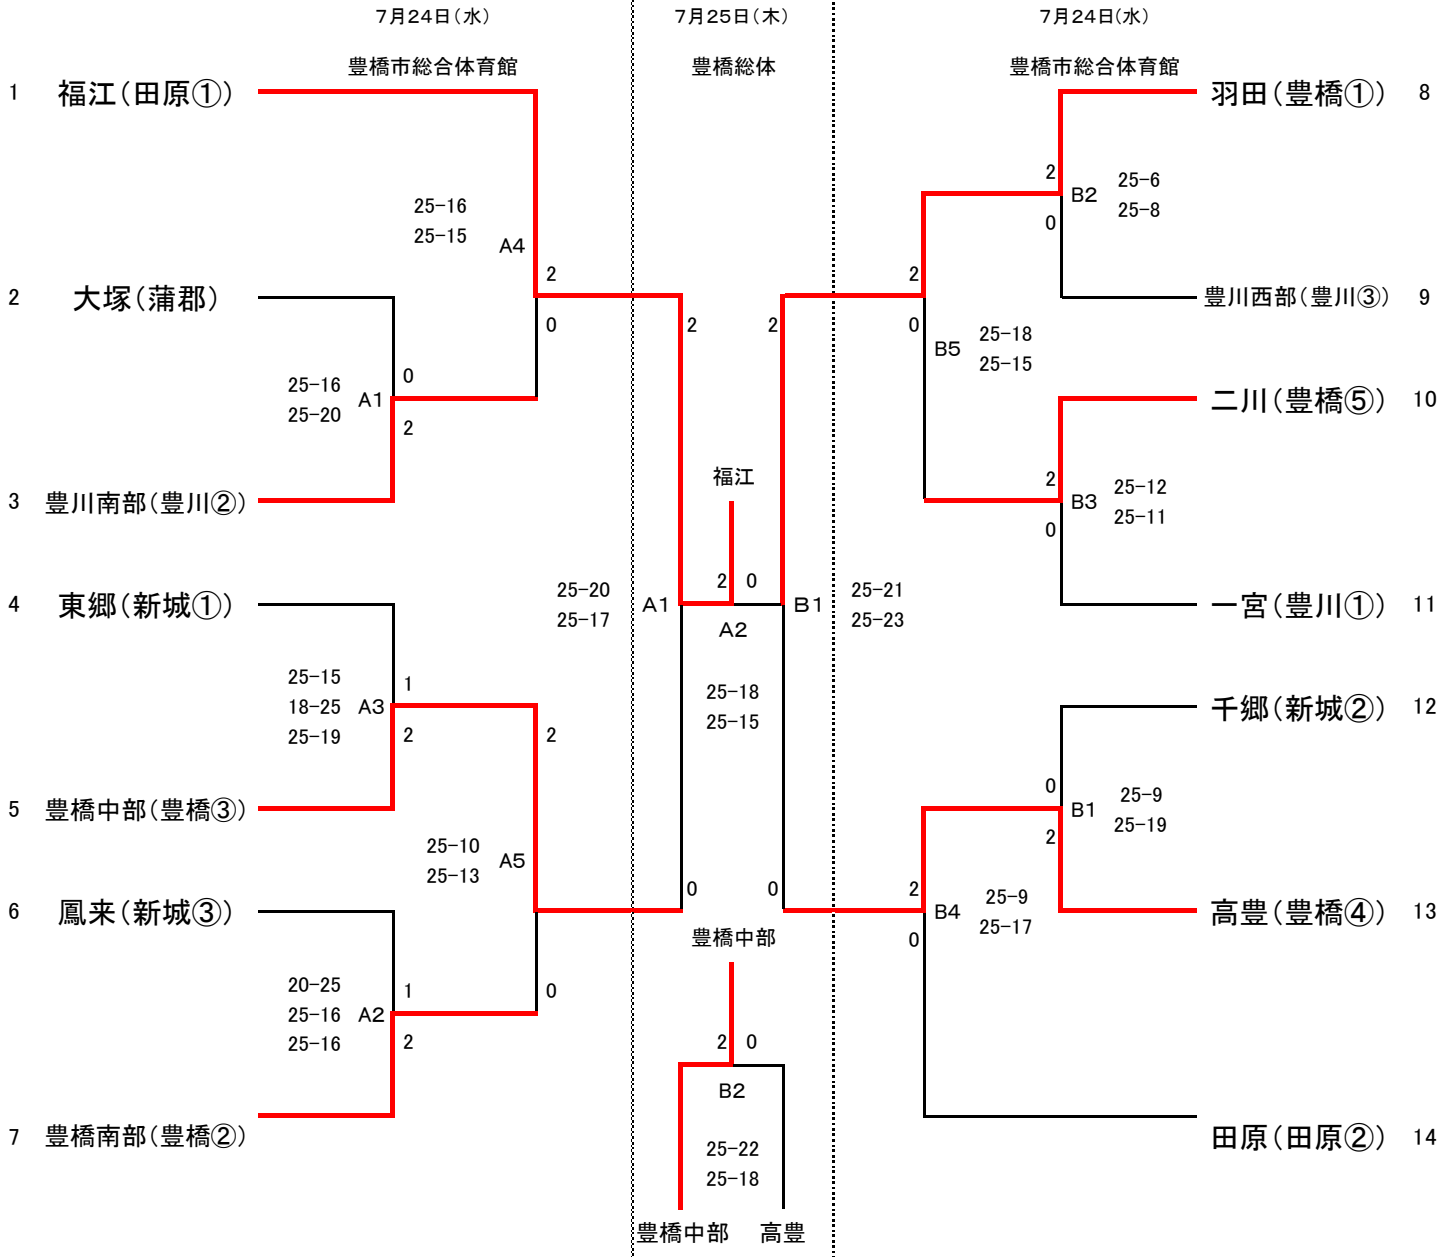 7月24日(水)
7月25日(木)
7月24日(水)
豊橋市総合体育館
豊橋総体
豊橋市総合体育館
1 福江(田原①)
25-16
25-15
A4
2
0
2 大塚(蒲郡)
25-16
25-20
A1
0
2
3 豊川南部(豊川②)
4 東郷(新城①)
25-15
18-25
25-19
A3
1
2
5 豊橋中部(豊橋③)
25-10
25-13
A5
2
0
6 鳳来(新城③)
20-25
25-16
25-16
A2
1
2
7 豊橋南部(豊橋②)
2
2
福江
2 0
25-20
25-17
A1
A2
B1
25-21
25-23
25-18
25-15
0
0
豊橋中部
2 0
B2
25-22
25-18
豊橋中部 高豊
羽田(豊橋①) 8
2
0
B2
25-6
25-8
豊川西部(豊川③) 9
2
0
B5
25-18
25-15
二川(豊橋⑤) 10
2
0
B3
25-12
25-11
一宮(豊川①) 11
千郷(新城②) 12
0
2
B1
25-9
25-19
高豊(豊橋④) 13
2
0
B4
25-9
25-17
田原(田原②) 14